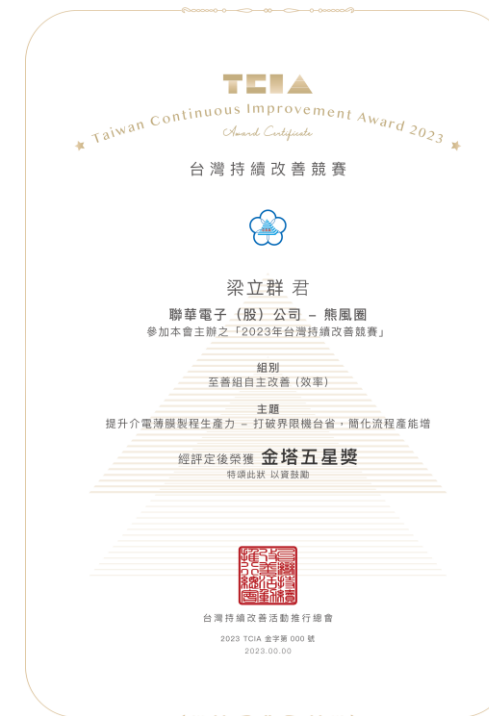 TCIA
Taiwan Continuous Improvement Award 2023
Award Certificate
台灣持續改善競賽
梁立群 君
聯華電子（股）公司 – 熊風圈
參加本會主辦之「2023年台灣持續改善競賽」
組別
至善組自主改善（效率）
主題
提升介電薄膜製程生產力 – 打破界限機台省，簡化流程產能增
經評定後榮獲 金塔五星獎
特頒此狀 以資鼓勵
台灣持續改善活動推行總會
2023 TCIA 金字第 000 號
2023.00.00